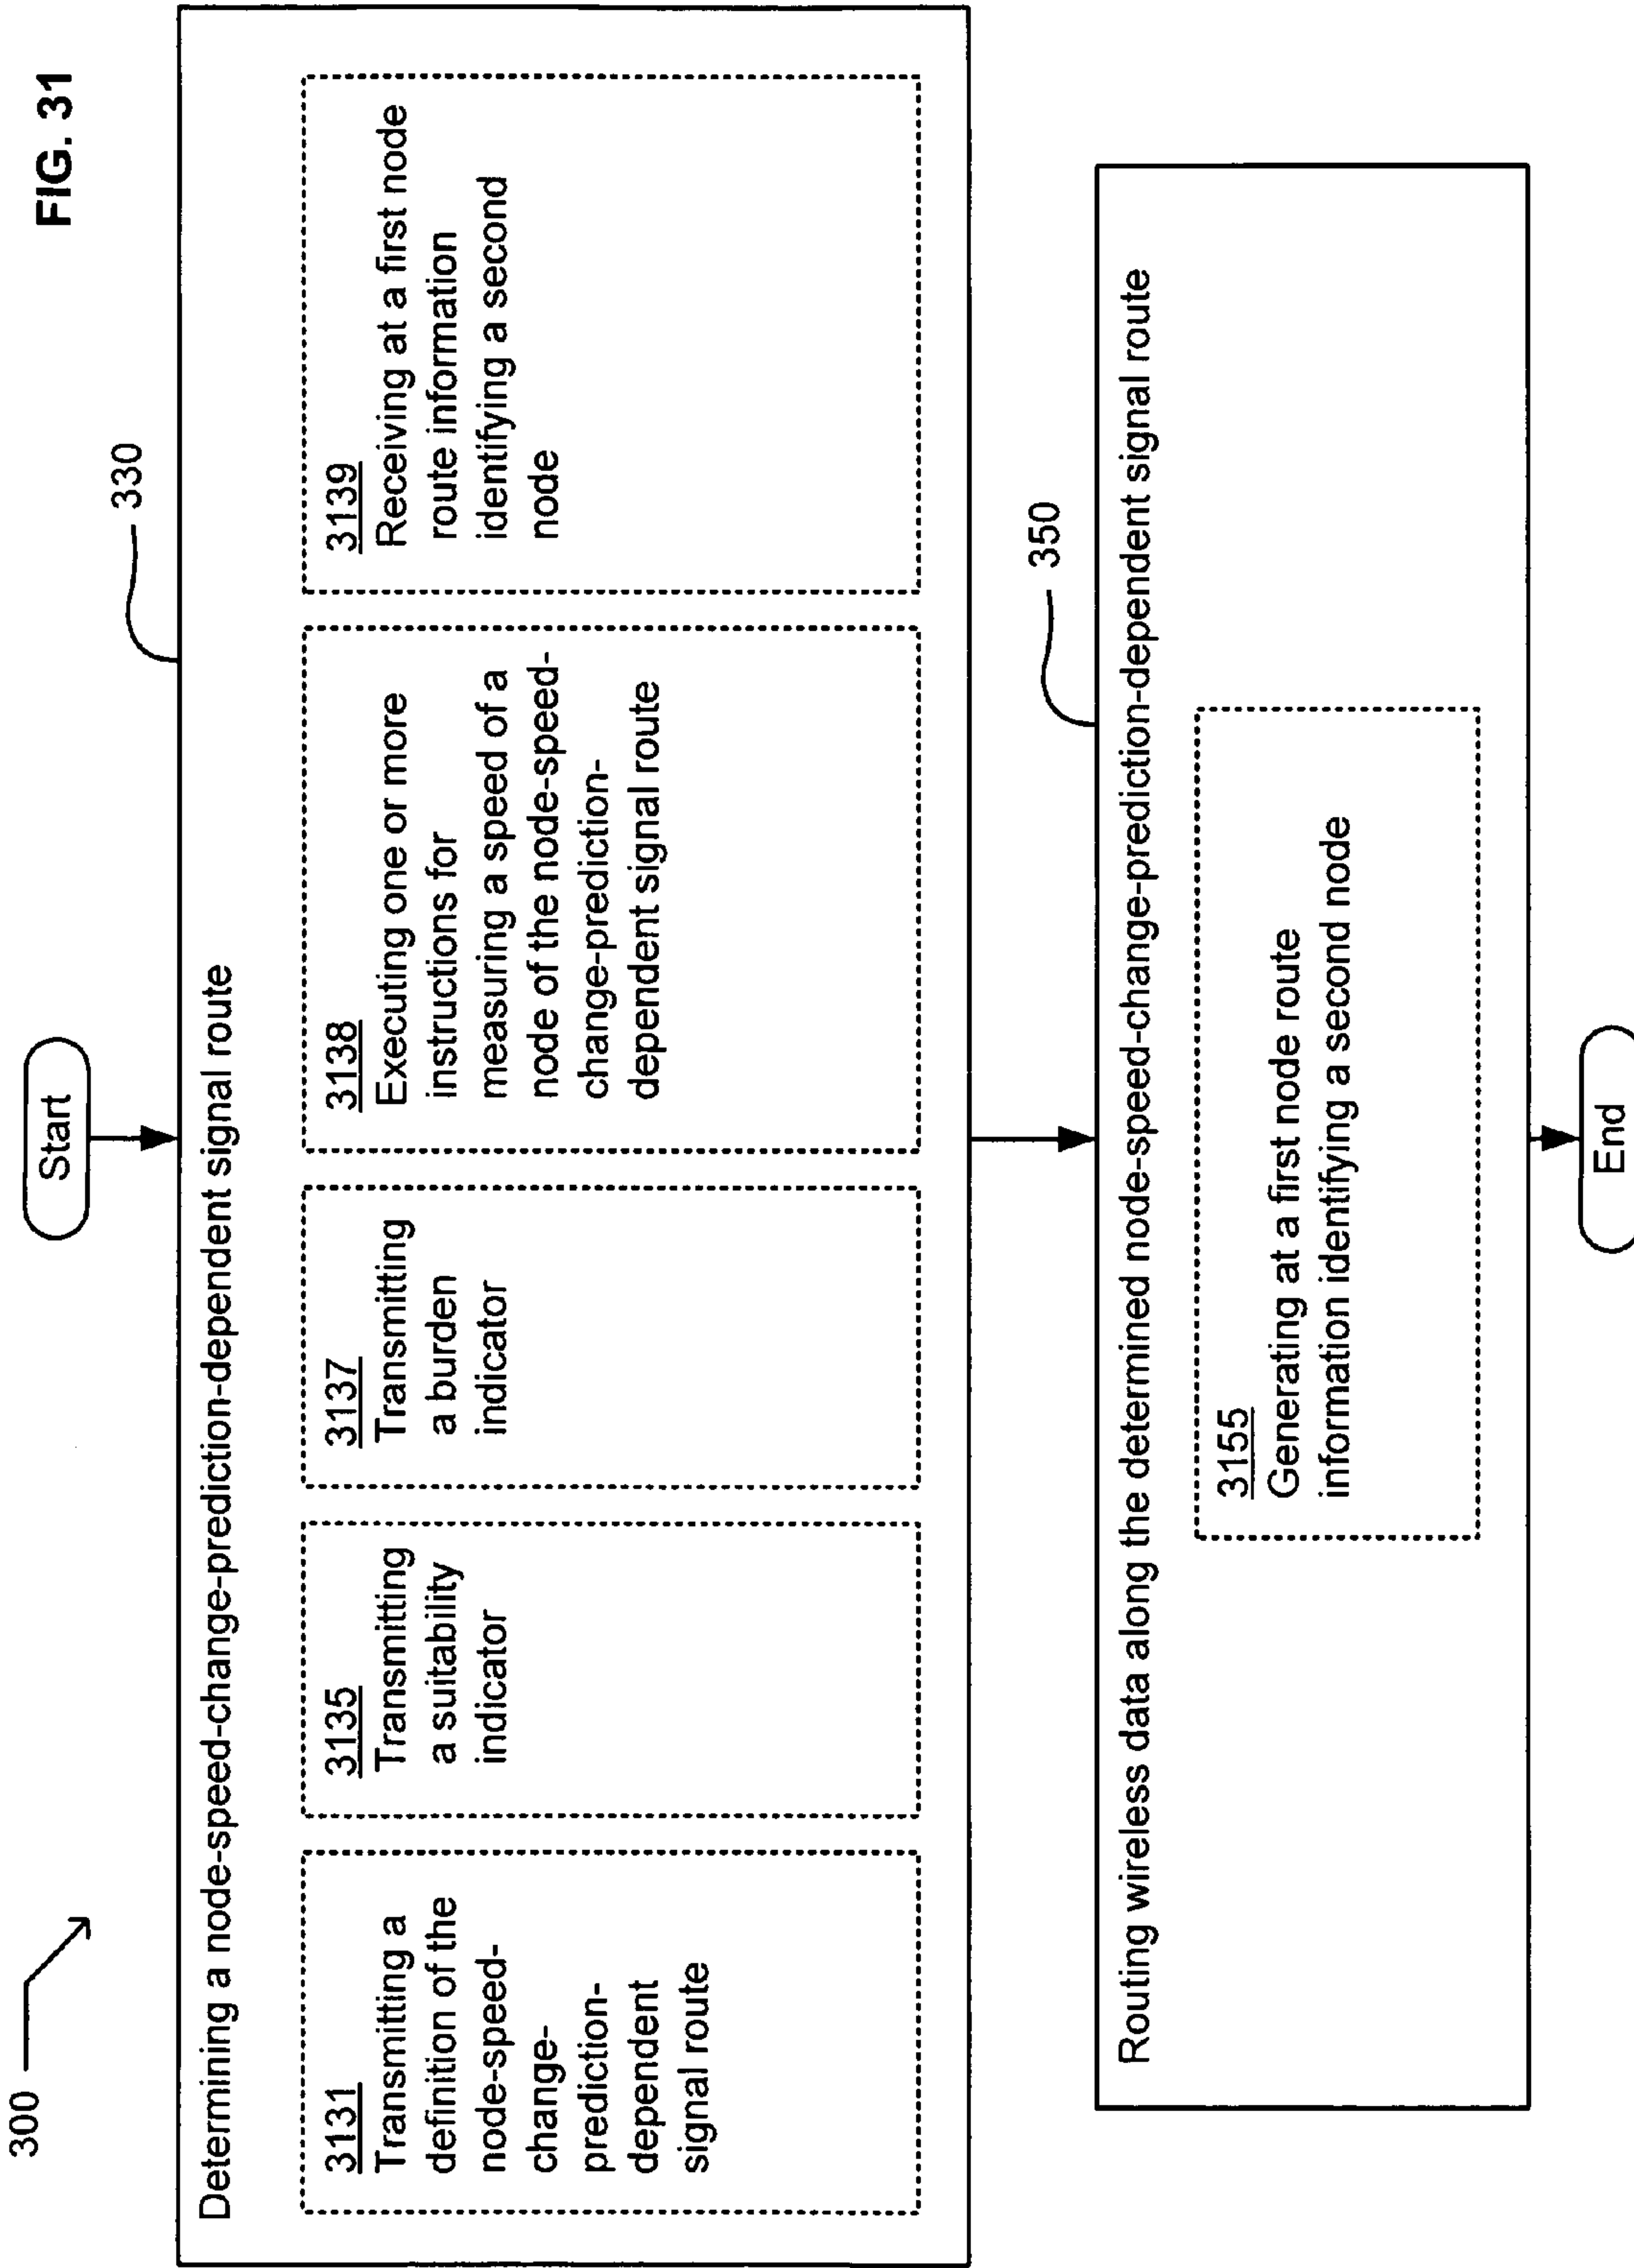 FIG. 31
300
Start
330
Determining a node-speed-change-prediction-dependent signal route
3131
Transmitting a
definition of the
node-speed-
change-
prediction-
dependent
signal route
3135
Transmitting
a suitability
indicator
3137
Transmitting
a burden
indicator
3138
Executing one or more
instructions for
measuring a speed of a
node of the node-speed-
change-prediction-
dependent signal route
3139
Receiving at a first node
route information
identifying a second
node
350
Routing wireless data along the determined node-speed-change-prediction-dependent signal route
3155
Generating at a first node route
information identifying a second node
End